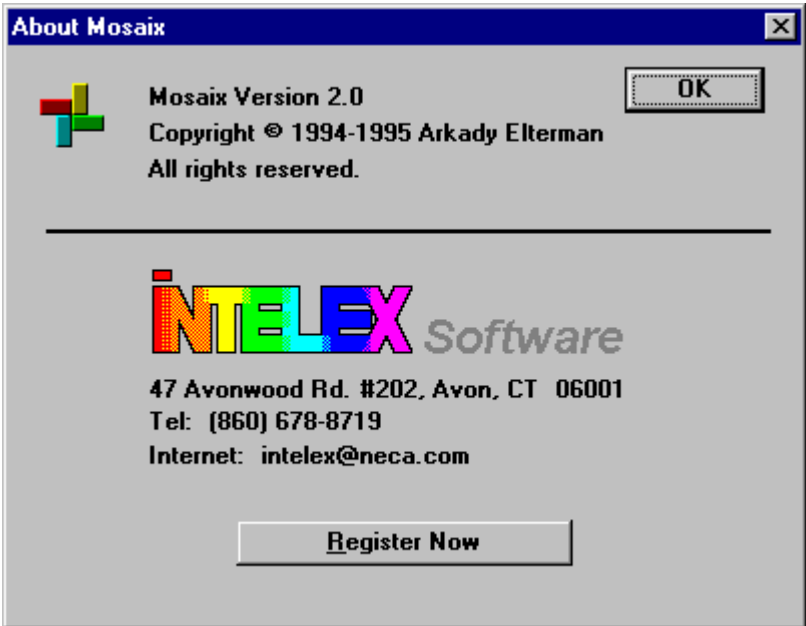 About Mosaix
Mosaix Version 2.0
OK
Copyright © 1994-1995 Arkady Elterman
All rights reserved.
iNTELEX Software
47 Avonwood Rd. #202, Avon, CT 06001
Tel: (860) 678-8719
Internet: intelex@neca.com
Register Now